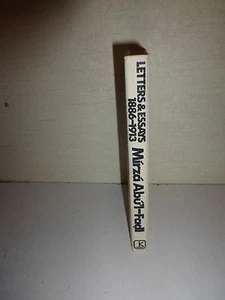 LETTERS & ESSAYS
1886-1913
Mírzá Abu'l-Faḍl
K